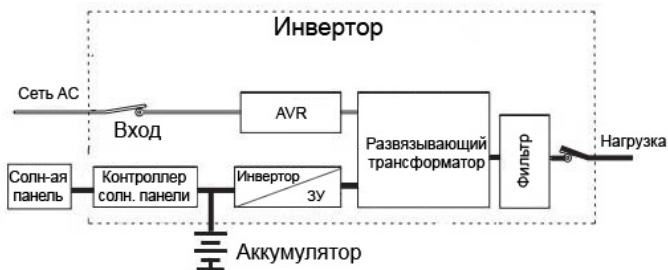 Инвертор
Сеть АС
Вход
AVR
Развязывающий
трансформатор
Фильтр
Нагрузка
Солн-ая
панель
Контроллер
солн. панели
Инвертор
ЗУ
Аккумулятор